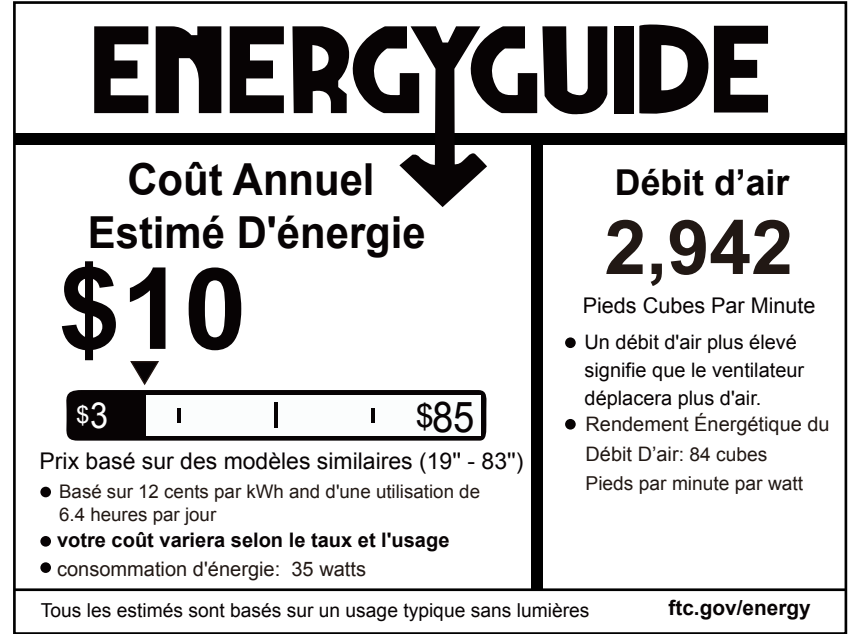 ENERGYGUIDE
Coût Annuel
Estimé D'énergie
$10
$3
$85
Prix basé sur des modèles similaires (19" - 83")
● Basé sur 12 cents par kWh and d'une utilisation de
6.4 heures par jour
● votre coût variera selon le taux et l'usage
● consommation d'énergie: 35 watts
Débit d’air
2,942
Pieds Cubes Par Minute
● Un débit d'air plus élevé
signifie que le ventilateur
déplacera plus d'air.
● Rendement Énergétique du
Débit D’air: 84 cubes
Pieds par minute par watt
Tous les estimés sont basés sur un usage typique sans lumières
ftc.gov/energy